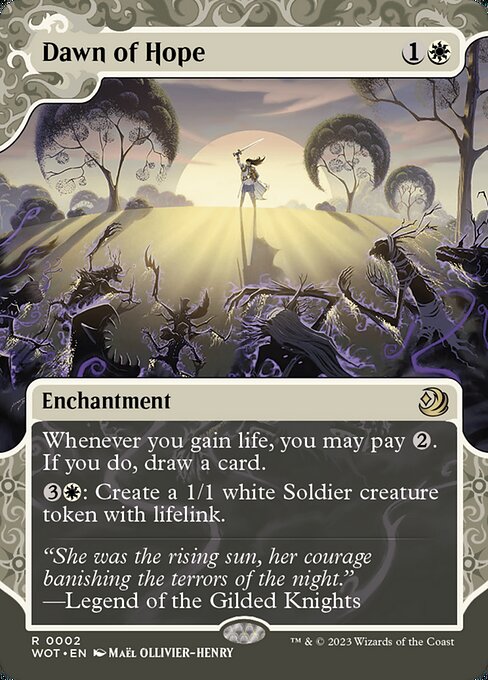 Dawn of Hope 1
Enchantment
Whenever you gain life, you may pay 2.
If you do, draw a card.
3: Create a 1/1 white Soldier creature
token with lifelink.
“She was the rising sun, her courage
banishing the terrors of the night.”
—Legend of the Gilded Knights
R 0002
WOT • EN MAËL OLLIVIER-HENRY
™ & © 2023 Wizards of the Coast